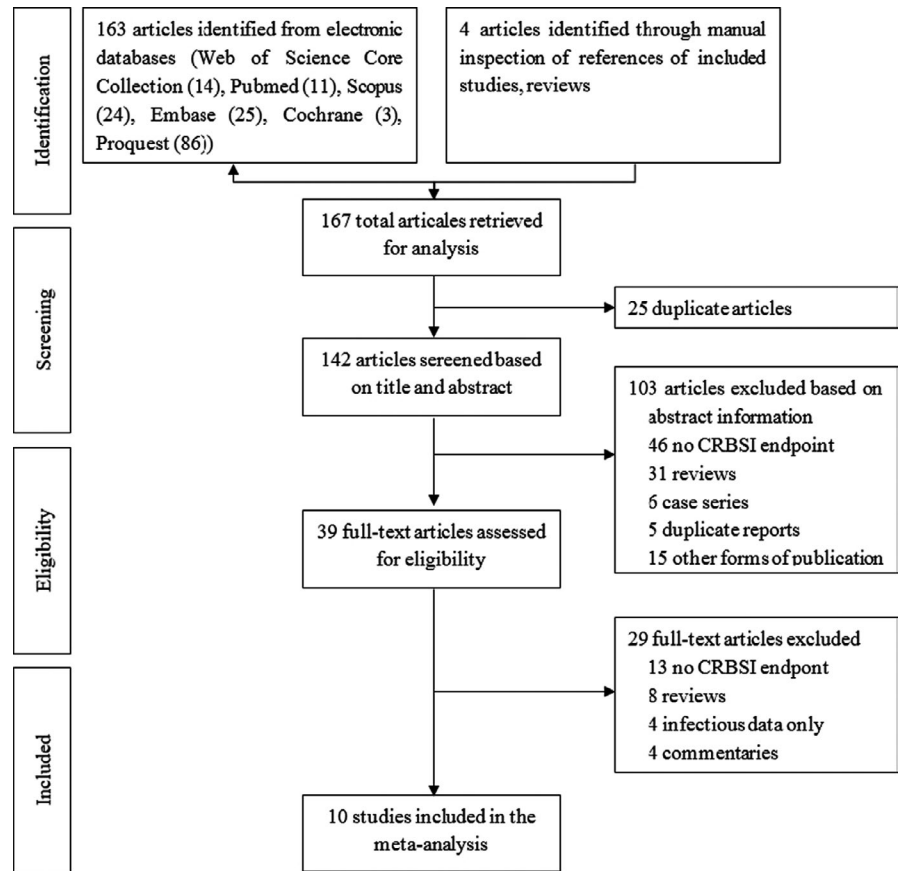 Identification
163 articles identified from electronic
databases (Web of Science Core
Collection (14), Pubmed (11), Scopus
(24), Embase (25), Cochrane (3),
Proquest (86))
4 articles identified through manual
inspection of references of included
studies, reviews
167 total articales retrieved
for analysis
Screening
25 duplicate articles
142 articles sereened based
on title and abstract
103 articles excluded based on
abstract information
46 no CRBSI endpoint
31 reviews
6 case series
5 duplicate reports
15 other forms of publication
Eligibility
39 full-text articles assessed
for eligibility
29 full-text articles excluded
13 no CRBSI endpont
8 reviews
4 infectious data only
4 commentaries
Included
10 studies included in the
meta-analysis